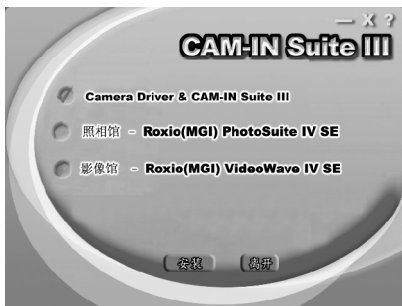 — X ?
CAM-IN Suite III
Camera Driver & CAM-IN Suite III
照相馆 – Roxio(MGI) PhotoSuite IV SE
影像馆 – Roxio(MGI) VideoWave IV SE
安装 离开